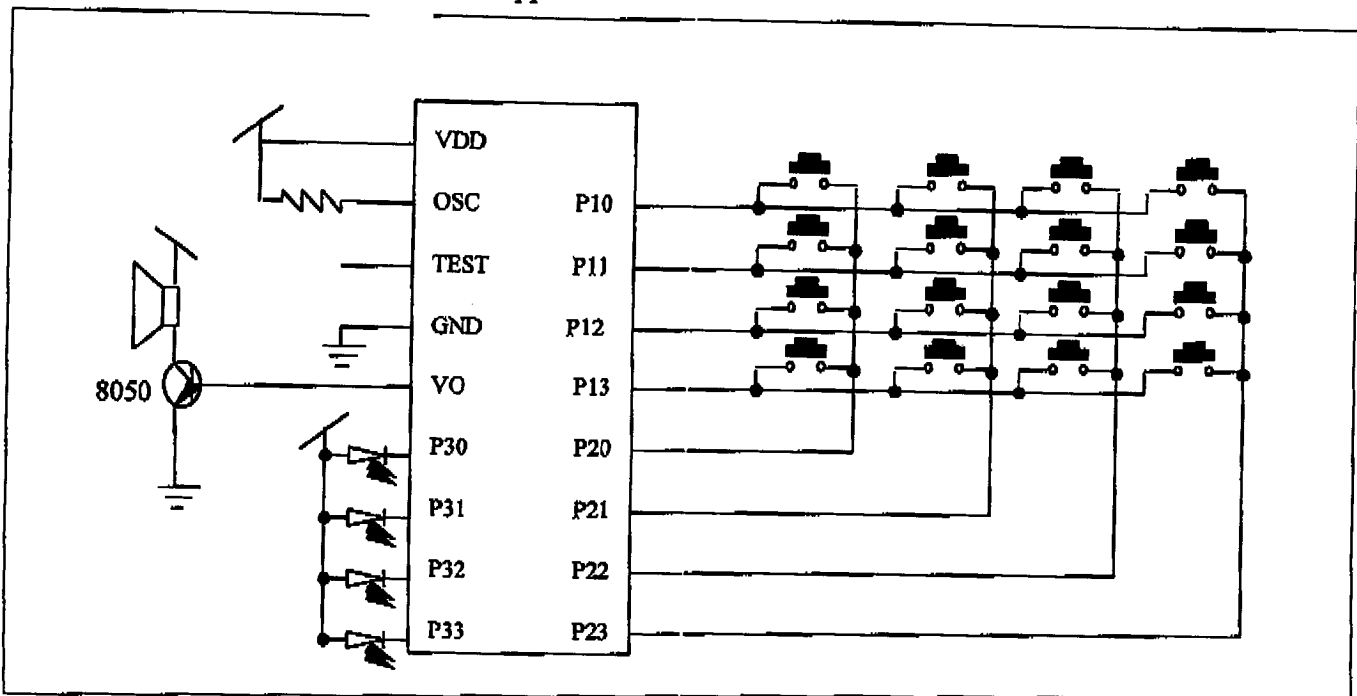 VDD
OSC
TEST
GND
VO
8050
P30
P31
P32
P33
P10
P11
P12
P13
P20
P21
P22
P23